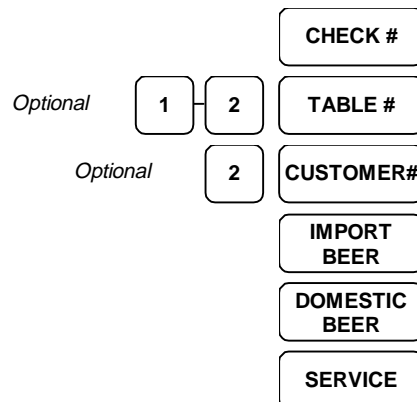 CHECK #
Optional 1 2 TABLE #
Optional 2 CUSTOMER#
IMPORT
BEER
DOMESTIC
BEER
SERVICE